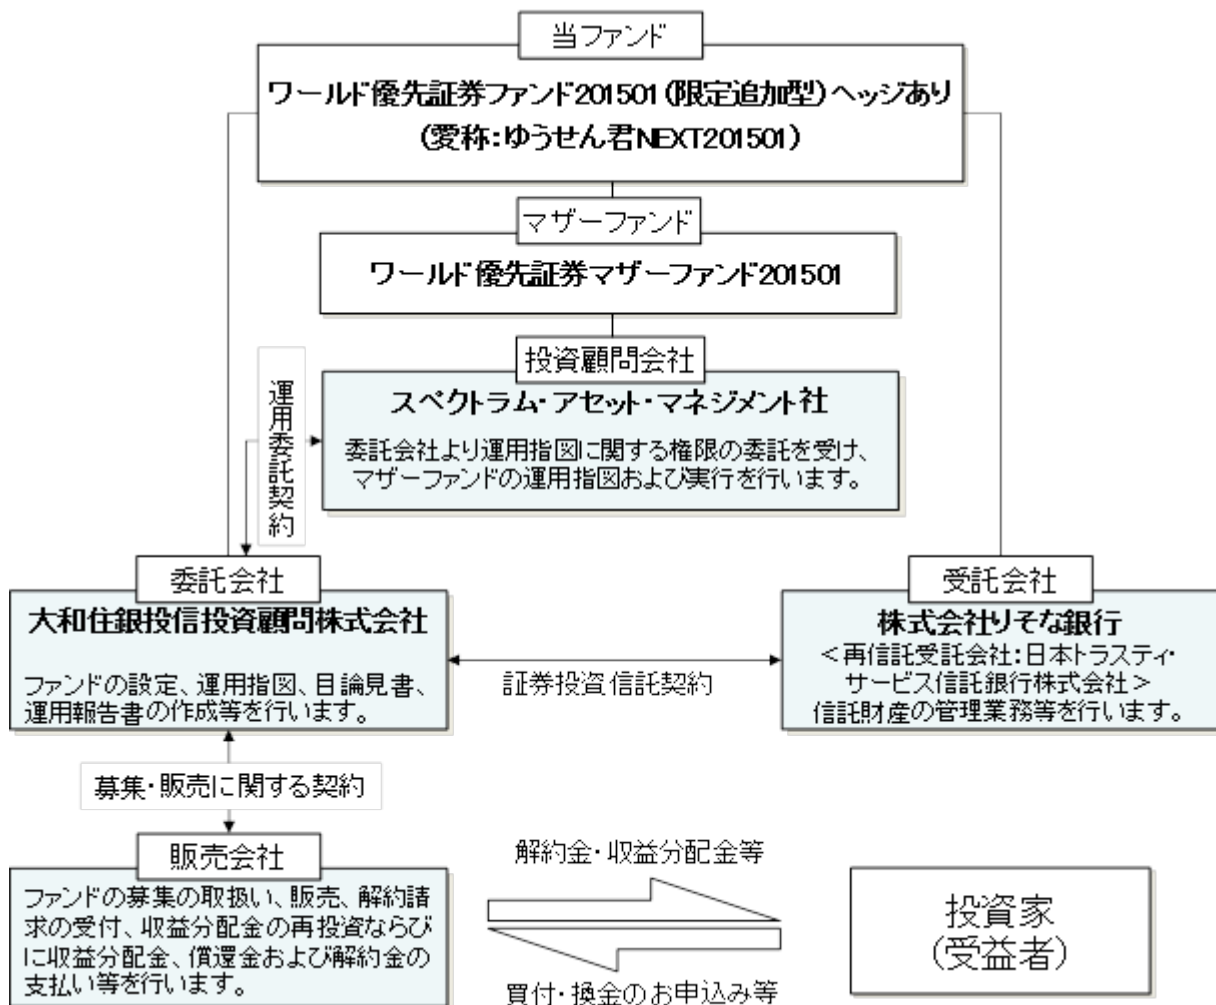 当ファンド
ワールド優先証券ファンド201501(限定追加型)ヘッジあり
(愛称:ゆうせん君NEXT201501)
マザーファンド
ワールド優先証券マザーファンド201501
投資顧問会社
スペクトラム・アセット・マネジメント社
委託会社より運用指図に関する権限の委託を受け、
マザーファンドの運用指図および実行を行います。
運用委託契約
委託会社
大和住銀投信投資顧問株式会社
ファンドの設定、運用指図、目論見書、
運用報告書の作成等を行います。
証券投資信託契約
受託会社
株式会社りそな銀行
<再信託受託会社:日本トラスティ・
サービス信託銀行株式会社>
信託財産の管理業務等を行います。
募集・販売に関する契約
販売会社
ファンドの募集の取扱い、販売、解約請
求の受付、収益分配金の再投資ならび
に収益分配金、償還金および解約金の
支払い等を行います。
解約金・収益分配金等
買付・換金のお申込み等
投資家
(受益者)